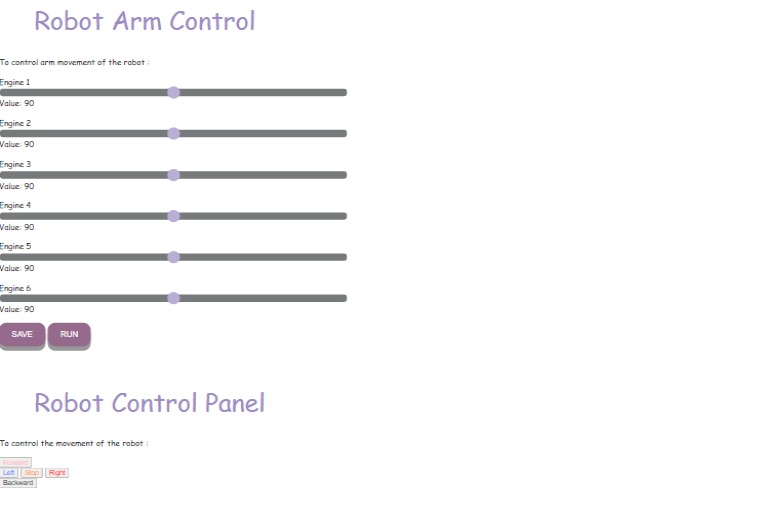 Robot Arm Control
To control arm movement of the robot :
Engine 1
Value: 90
Engine 2
Value: 90
Engine 3
Value: 90
Engine 4
Value: 90
Engine 5
Value: 90
Engine 6
Value: 90
SAVE RUN
Robot Control Panel
To control the movement of the robot :
Forward
Left Stop Right
Backward